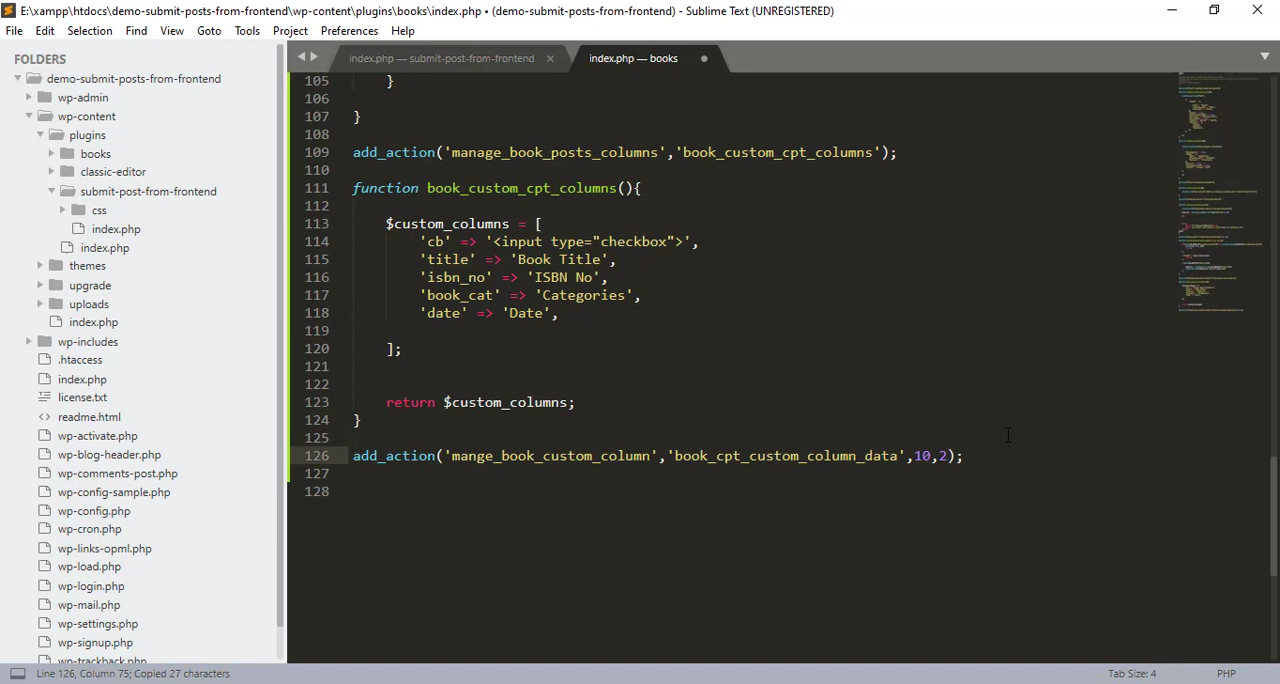 E:\xampp\htdocs\demo-submit-posts-from-frontend\wp-content\plugins\books\index.php • (demo-submit-posts-from-frontend) - Sublime Text (UNREGISTERED)
File Edit Selection Find View Goto Tools Project Preferences Help
FOLDERS
demo-submit-posts-from-frontend
wp-admin
wp-content
plugins
books
classic-editor
submit-post-from-frontend
css
index.php
index.php
themes
upgrade
uploads
index.php
wp-includes
.htaccess
index.php
license.txt
readme.html
wp-activate.php
wp-blog-header.php
wp-comments-post.php
wp-config-sample.php
wp-config.php
wp-cron.php
wp-links-opml.php
wp-load.php
wp-login.php
wp-mail.php
wp-settings.php
wp-signup.php
wp-trackback.php
index.php — submit-post-from-frontend
index.php — books
105 }
106
107 }
108
109 add_action('manage_book_posts_columns','book_custom_cpt_columns');
110
111 function book_custom_cpt_columns(){
112
113 $custom_columns = [
114 'cb' => '<input type="checkbox">',
115 'title' => 'Book Title',
116 'isbn_no' => 'ISBN No',
117 'book_cat' => 'Categories',
118 'date' => 'Date',
119
120 ];
121
122
123 return $custom_columns;
124 }
125
126 add_action('mange_book_custom_column','book_cpt_custom_column_data',10,2);
127
128
Line 126, Column 75; Copied 27 characters
Tab Size: 4
PHP